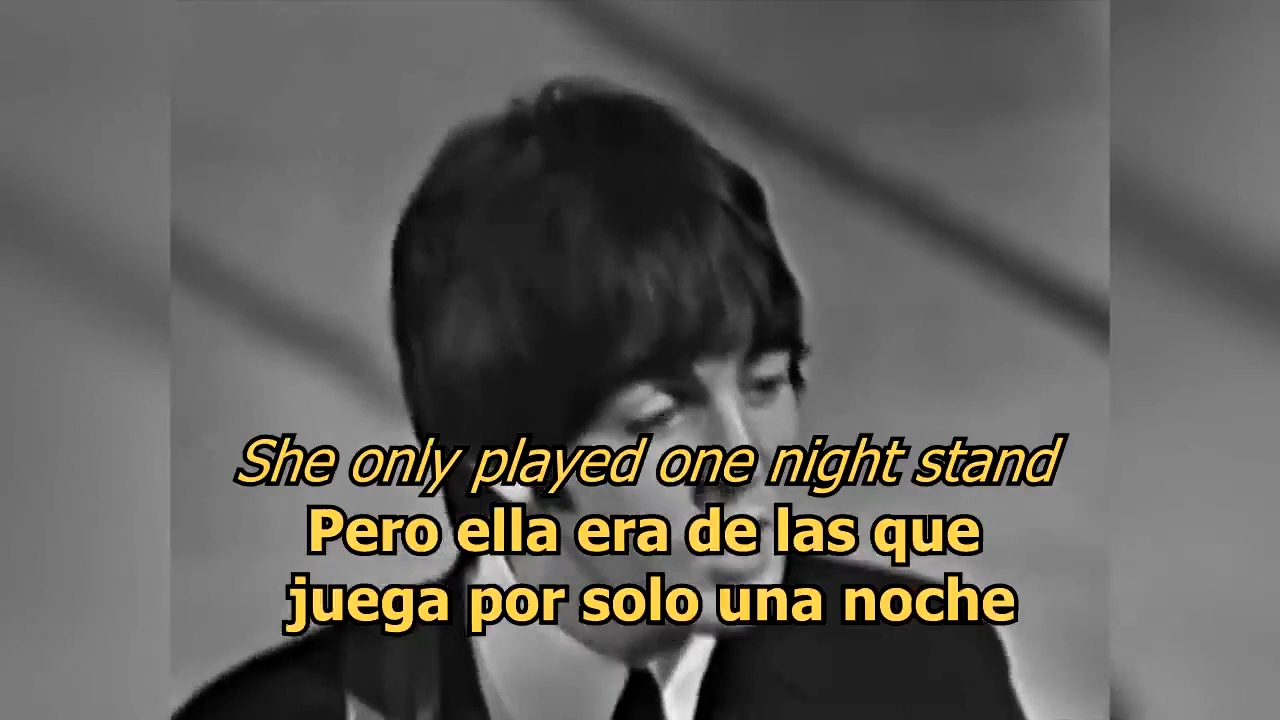 She only played one night stand
Pero ella era de las que
juega por solo una noche